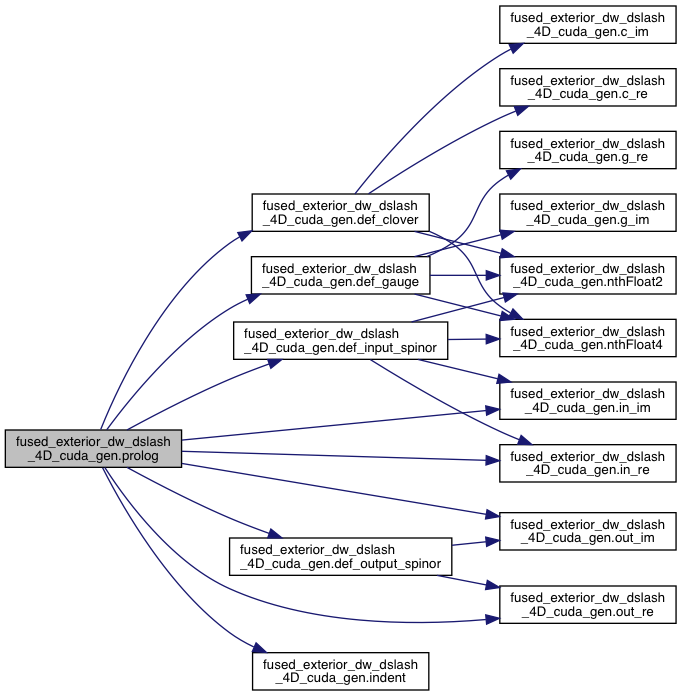 fused_exterior_dw_dslash
_4D_cuda_gen.c_im
fused_exterior_dw_dslash
_4D_cuda_gen.c_re
fused_exterior_dw_dslash
_4D_cuda_gen.g_re
fused_exterior_dw_dslash
_4D_cuda_gen.def_clover
fused_exterior_dw_dslash
_4D_cuda_gen.g_im
fused_exterior_dw_dslash
_4D_cuda_gen.def_gauge
fused_exterior_dw_dslash
_4D_cuda_gen.nthFloat2
fused_exterior_dw_dslash
_4D_cuda_gen.def_input_spinor
fused_exterior_dw_dslash
_4D_cuda_gen.nthFloat4
fused_exterior_dw_dslash
_4D_cuda_gen.in_im
fused_exterior_dw_dslash
_4D_cuda_gen.prolog
fused_exterior_dw_dslash
_4D_cuda_gen.in_re
fused_exterior_dw_dslash
_4D_cuda_gen.out_im
fused_exterior_dw_dslash
_4D_cuda_gen.def_output_spinor
fused_exterior_dw_dslash
_4D_cuda_gen.out_re
fused_exterior_dw_dslash
_4D_cuda_gen.indent